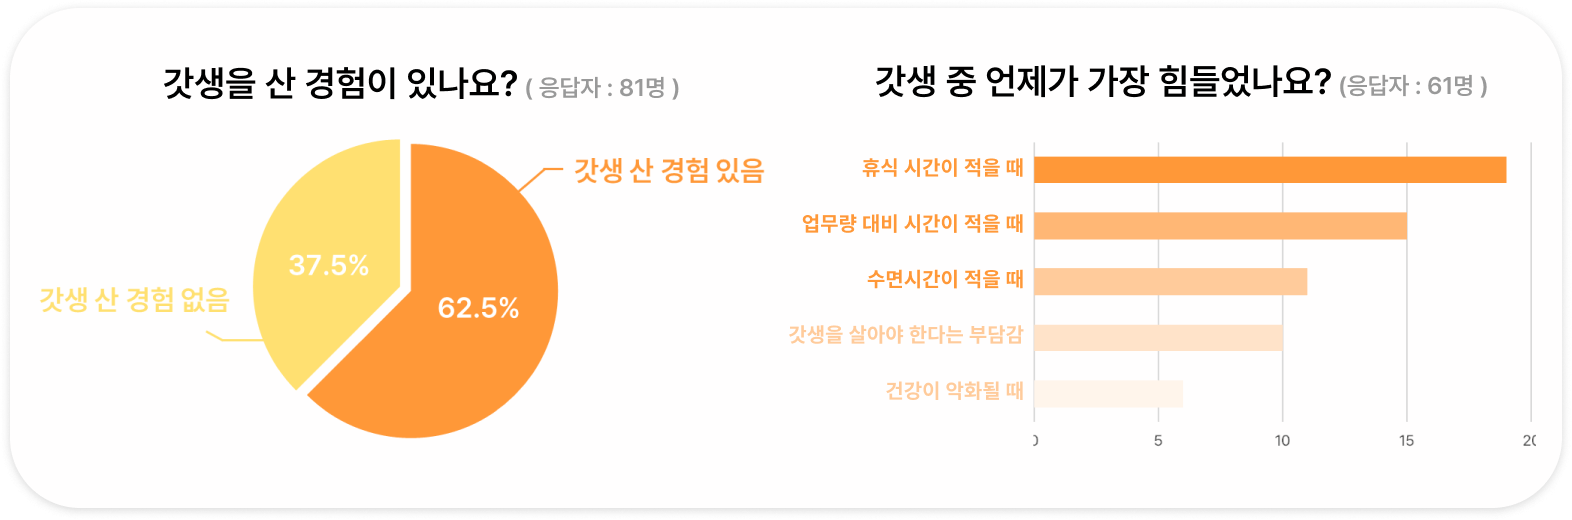 갓생을 산 경험이 있나요? ( 응답자 : 81명 )
갓생 산 경험 있음
37.5%
62.5%
갓생 산 경험 없음
갓생 중 언제가 가장 힘들었나요? (응답자 : 61명 )
휴식 시간이 적을 때
업무량 대비 시간이 적을 때
수면시간이 적을 때
갓생을 살아야 한다는 부담감
건강이 악화될 때
0 5 10 15 20